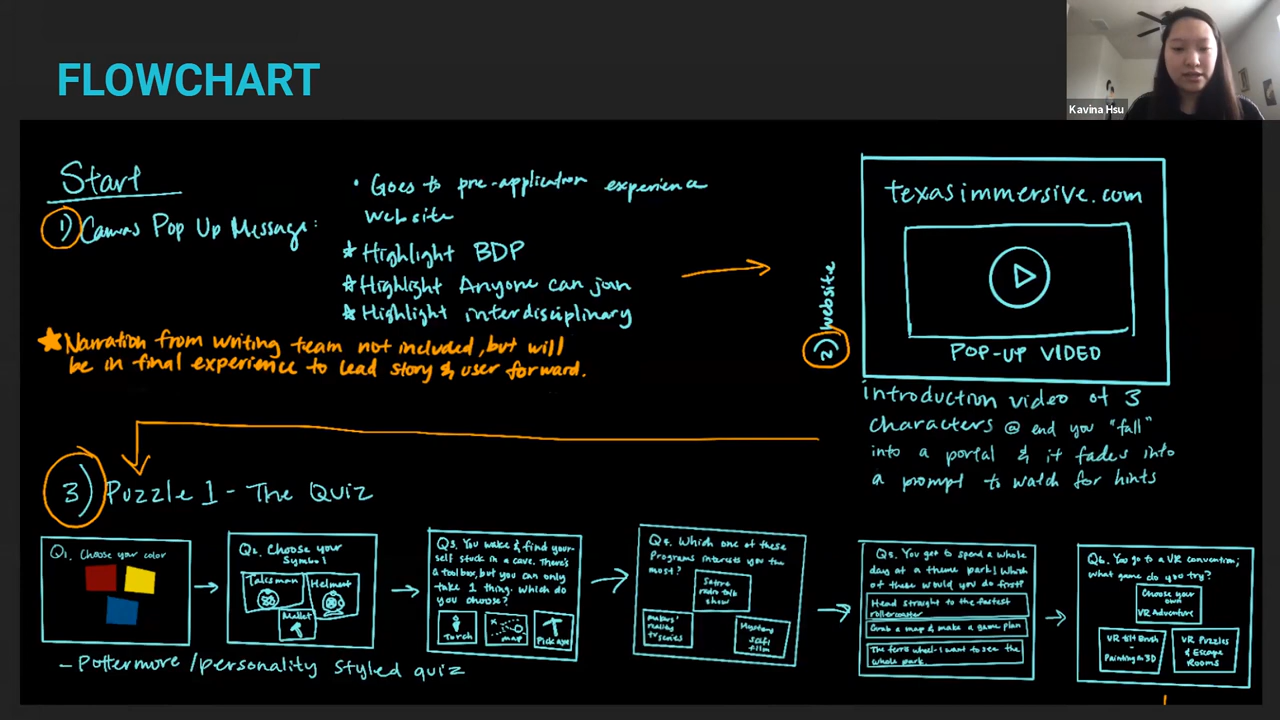 FLOWCHART
Kavina Hsu
Start
1) Canvas Pop Up Message:
• Goes to pre-application experience
website
★ Highlight BDP
★ Highlight Anyone can join
★ Highlight interdisciplinary
★ Narration from writing team not included, but will
be in final experience to lead story & user forward.
2) website
texasimmersive.com
POP-UP VIDEO
introduction video of 3
characters @ end you "fall"
into a portal & it fades into
a prompt to watch for hints
3) Puzzle 1 - The Quiz
Q1. Choose your color
Q2. Choose your
Symbol
Talisman
Helmet
Mallet
Q3. You wake & find your-
self stuck in a cave. There's
a toolbox, but you can only
take 1 thing. Which do
you choose?
Torch
map
Pickaxe
Q4. Which one of these
Programs interests you the
most?
Satire
radio talk
show
makers'
reality
tv series
Mystery
scifi
film
Q5. You get to spend a whole
day at a theme park! Which
of these would you do first?
Head straight to the fastest
rollercoaster
Grab a map & make a game plan
The ferris wheel- I want to see the
whole park.
Q6. You go to a VR convention;
what game do you try?
Choose your
own
VR Adventure
VR tilt Brush
-
Painting in 3D
VR Puzzles
& Escape
Rooms
- Pottermore/personality styled quiz